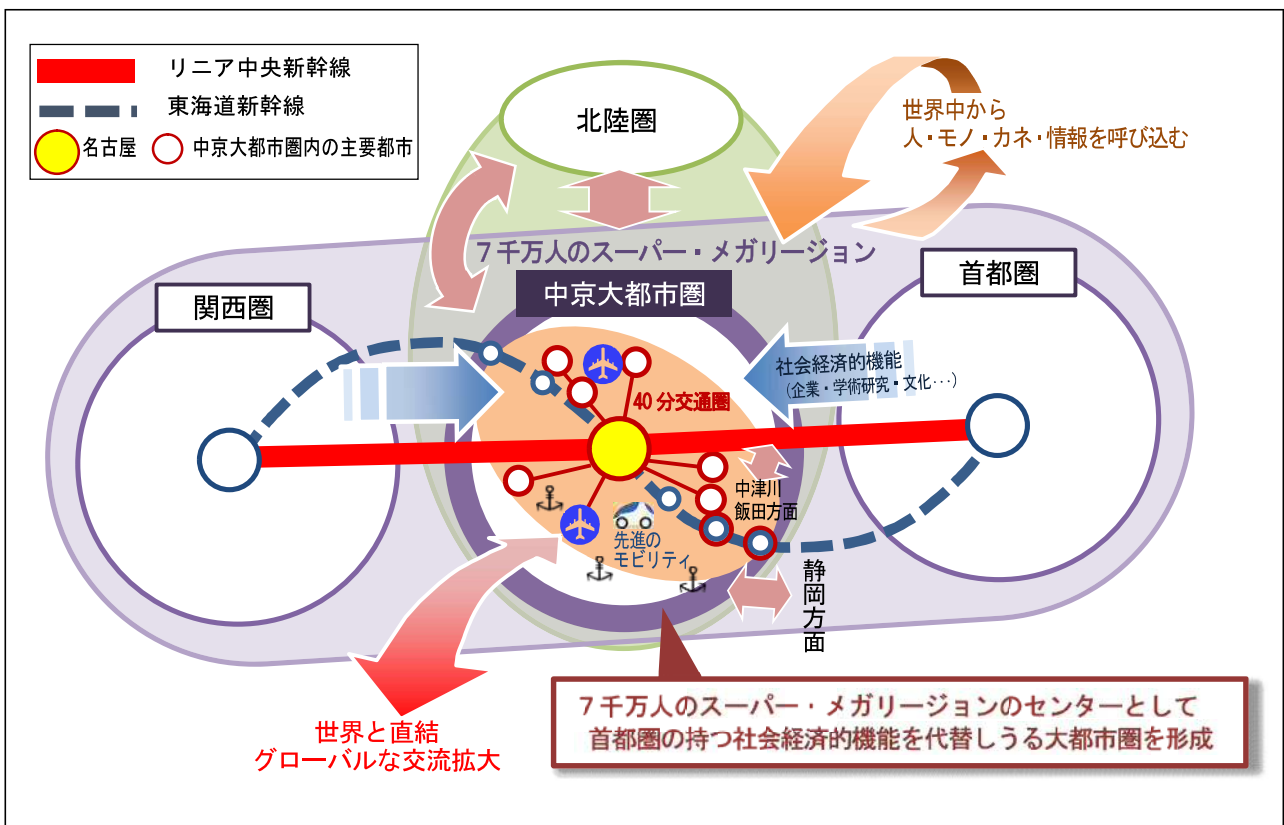 リニア中央新幹線
東海道新幹線
名古屋
中京大都市圏内の主要都市
北陸圏
世界中から
人・モノ・カネ・情報を呼び込む
7千万人のスーパー・メガリージョン
中京大都市圏
関西圏
首都圏
社会経済的機能
(企業・学術研究・文化・・・)
40分交通圏
中津川
飯田方面
先進の
モビリティ
静岡方面
世界と直結
グローバルな交流拡大
7千万人のスーパー・メガリージョンのセンターとして
首都圏の持つ社会経済的機能を代替しうる大都市圏を形成